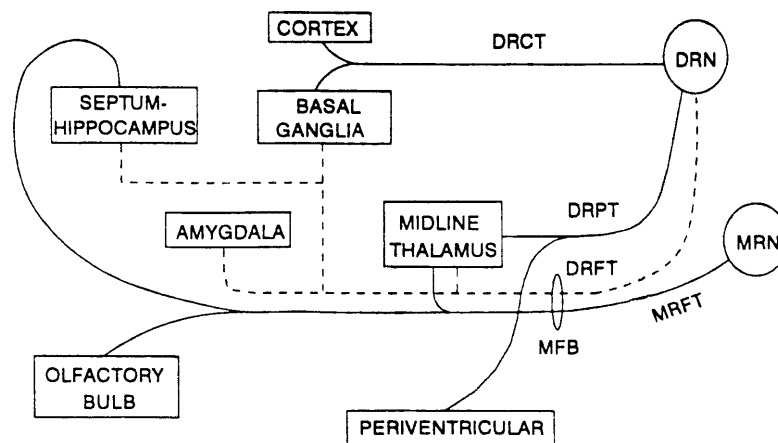 CORTEX
DRCT
DRN
SEPTUM-
HIPPOCAMPUS
BASAL
GANGLIA
AMYGDALA
MIDLINE
THALAMUS
DRPT
MRN
DRFT
MRFT
MFB
OLFACTORY
BULB
PERIVENTRICULAR